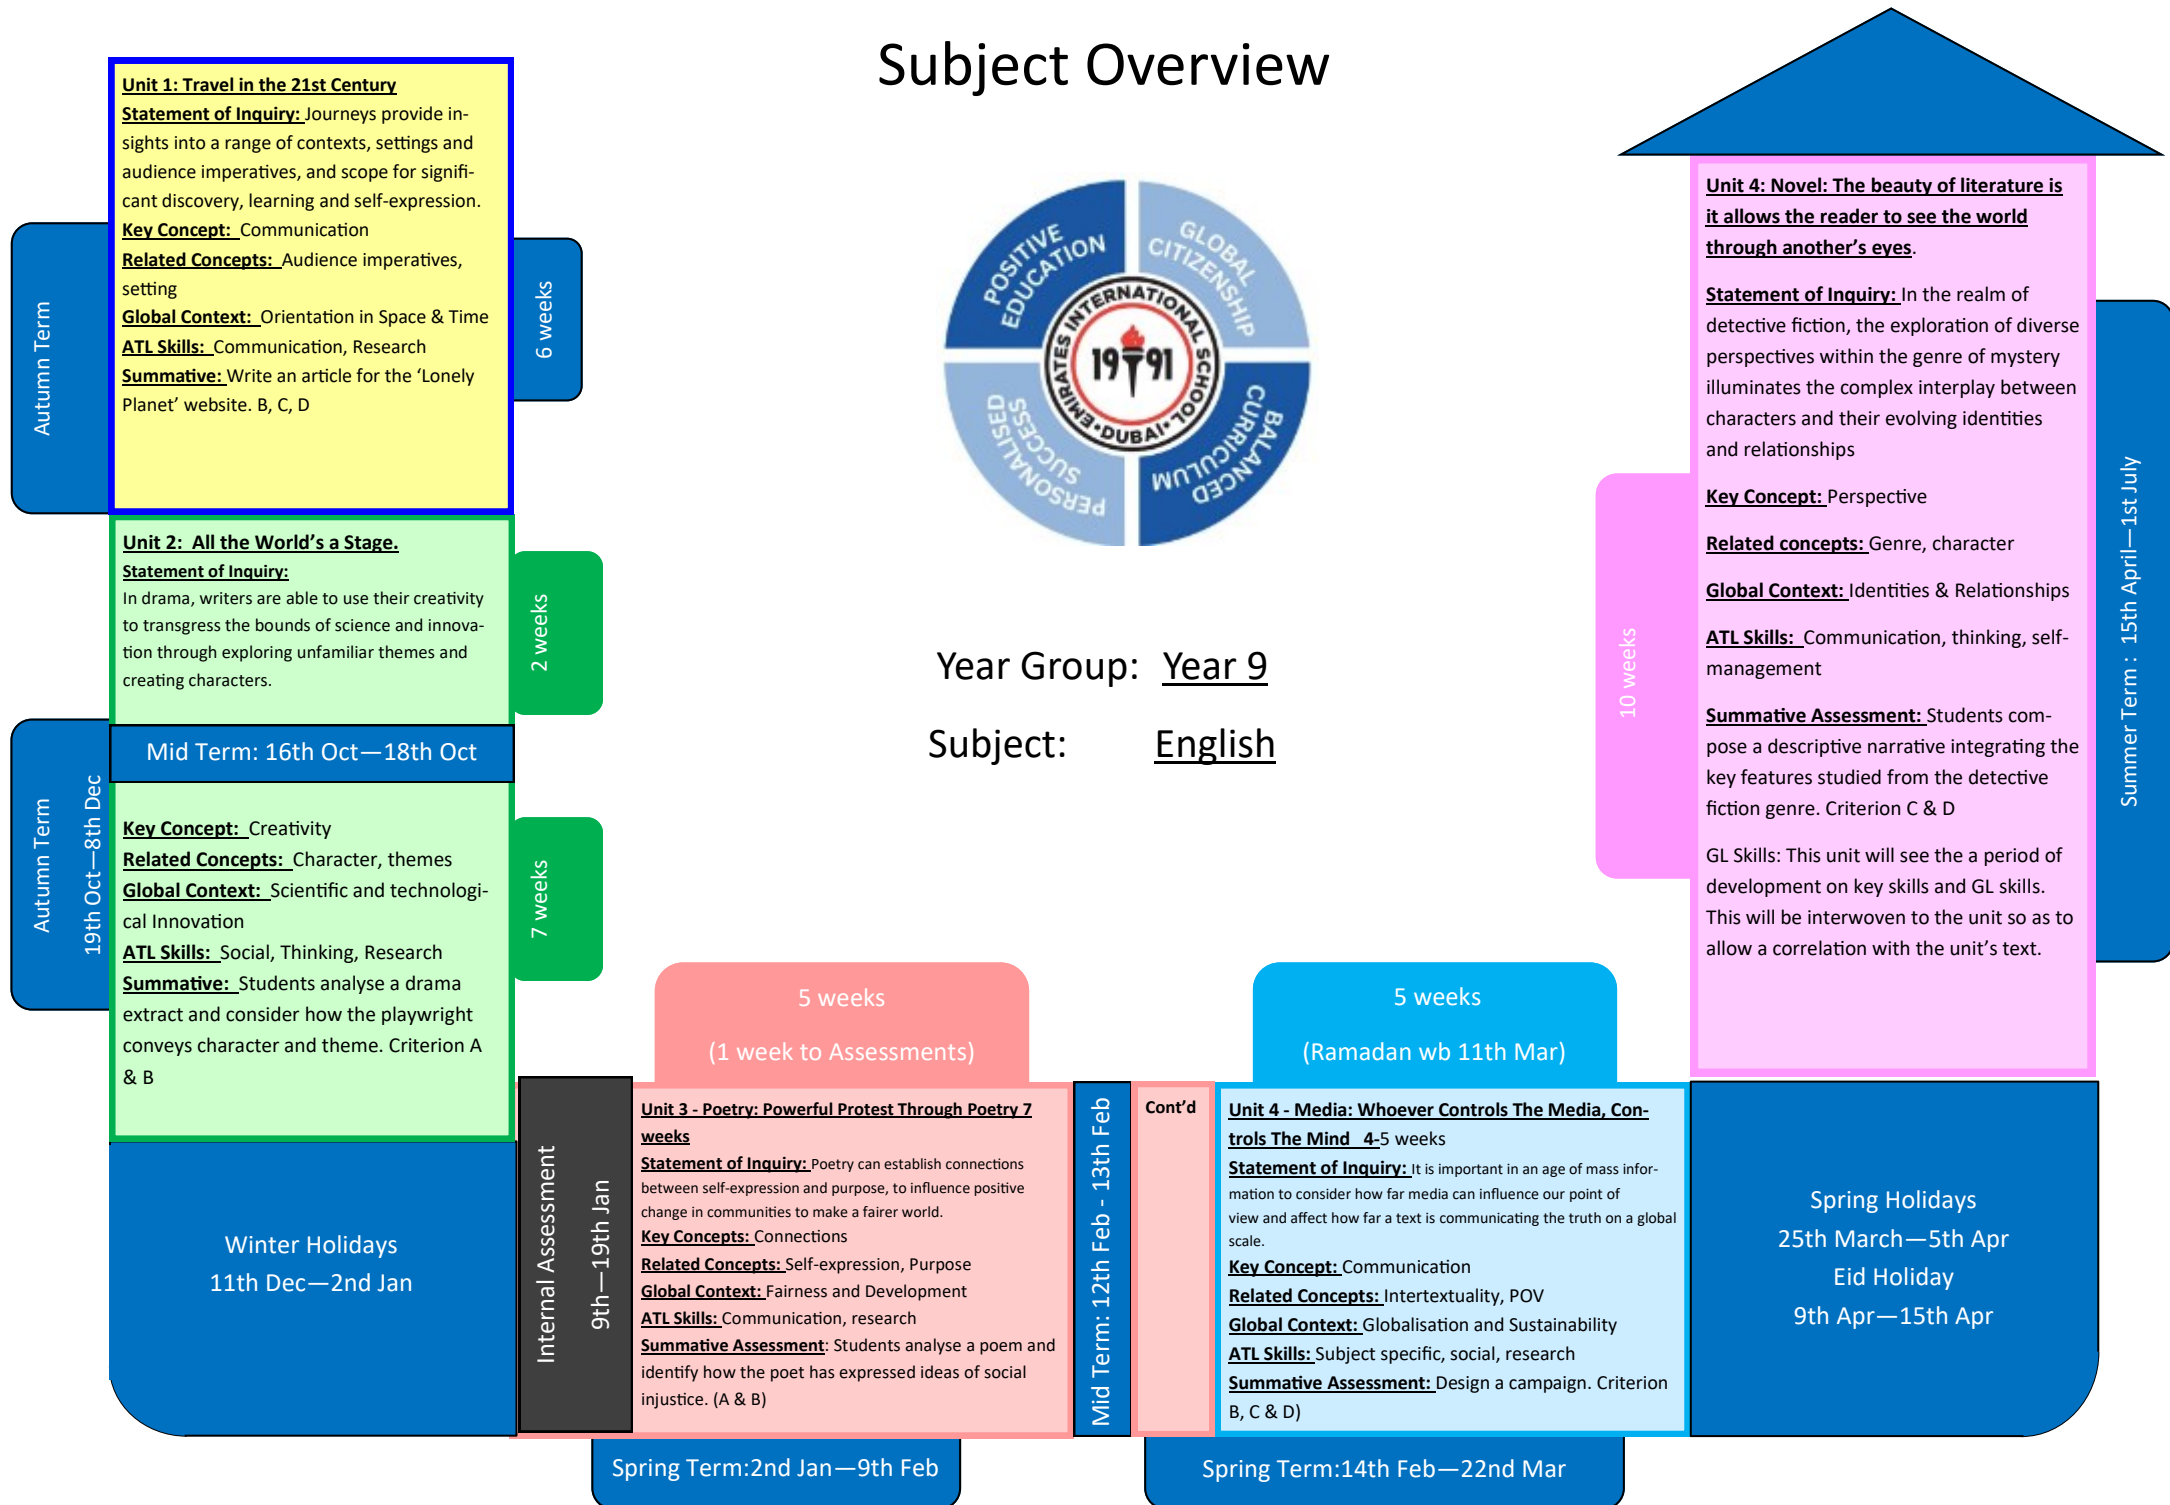 Subject Overview
Unit 1: Travel in the 21st Century
Statement of Inquiry: Journeys provide in-
sights into a range of contexts, settings and
audience imperatives, and scope for signifi-
cant discovery, learning and self-expression.
Key Concept: Communication
Related Concepts: Audience imperatives,
setting
Global Context: Orientation in Space & Time
ATL Skills: Communication, Research
Summative: Write an article for the ‘Lonely
Planet’ website. B, C, D
Autumn Term
6 weeks
Unit 2: All the World’s a Stage.
Statement of Inquiry:
In drama, writers are able to use their creativity
to transgress the bounds of science and innova-
tion through exploring unfamiliar themes and
creating characters.
2 weeks
Mid Term: 16th Oct—18th Oct
Autumn Term
19th Oct—8th Dec
Key Concept: Creativity
Related Concepts: Character, themes
Global Context: Scientific and technologi-
cal Innovation
ATL Skills: Social, Thinking, Research
Summative: Students analyse a drama
extract and consider how the playwright
conveys character and theme. Criterion A
& B
7 weeks
Winter Holidays
11th Dec—2nd Jan
POSITIVE
EDUCATION
GLOBAL
CITIZENSHIP
PERSONALISED
SUCCESS
BALANCED
CURRICULUM
EMIRATES INTERNATIONAL SCHOOL • DUBAI •
1991
Year Group: Year 9
Subject: English
Internal Assessment
9th—19th Jan
5 weeks
(1 week to Assessments)
Unit 3 - Poetry: Powerful Protest Through Poetry 7
weeks
Statement of Inquiry: Poetry can establish connections
between self-expression and purpose, to influence positive
change in communities to make a fairer world.
Key Concepts: Connections
Related Concepts: Self-expression, Purpose
Global Context: Fairness and Development
ATL Skills: Communication, research
Summative Assessment: Students analyse a poem and
identify how the poet has expressed ideas of social
injustice. (A & B)
Spring Term:2nd Jan—9th Feb
Mid Term: 12th Feb - 13th Feb
Cont’d
5 weeks
(Ramadan wb 11th Mar)
Unit 4 - Media: Whoever Controls The Media, Con-
trols The Mind 4-5 weeks
Statement of Inquiry: It is important in an age of mass infor-
mation to consider how far media can influence our point of
view and affect how far a text is communicating the truth on a global
scale.
Key Concept: Communication
Related Concepts: Intertextuality, POV
Global Context: Globalisation and Sustainability
ATL Skills: Subject specific, social, research
Summative Assessment: Design a campaign. Criterion
B, C & D)
Spring Term:14th Feb—22nd Mar
Spring Holidays
25th March—5th Apr
Eid Holiday
9th Apr—15th Apr
Unit 4: Novel: The beauty of literature is
it allows the reader to see the world
through another’s eyes.
Statement of Inquiry: In the realm of
detective fiction, the exploration of diverse
perspectives within the genre of mystery
illuminates the complex interplay between
characters and their evolving identities
and relationships
Key Concept: Perspective
Related concepts: Genre, character
Global Context: Identities & Relationships
ATL Skills: Communication, thinking, self-
management
Summative Assessment: Students com-
pose a descriptive narrative integrating the
key features studied from the detective
fiction genre. Criterion C & D
GL Skills: This unit will see the a period of
development on key skills and GL skills.
This will be interwoven to the unit so as to
allow a correlation with the unit’s text.
10 weeks
Summer Term : 15th April—1st July